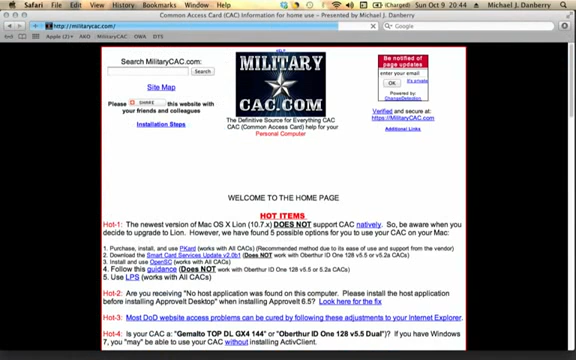 Safari File Edit View History Bookmarks Window Help (Charged) Sun Oct 9 20:44 Michael J. Danberry
Common Access Card (CAC) Information for home use – Presented by Michael J. Danberry
http://militarycac.com/
Apple (2) AKO MilitaryCAC OWA DTS
Search MilitaryCAC.com:
Search
Site Map
Please SHARE this website with
your friends and colleagues
Installation Steps
MILITARY
CAC.COM
The Definitive Source for Everything CAC
CAC (Common Access Card) help for your
Personal Computer
Be notified of
page updates
enter your email
OK It's private
Powered by
ChangeDetection
Verified and secure at:
https://MilitaryCAC.com
Additional Links
WELCOME TO THE HOME PAGE
HOT ITEMS
Hot-1: The newest version of Mac OS X Lion (10.7.x) DOES NOT support CAC natively. So, be aware when you
decide to upgrade to Lion. However, we have found 5 possible options for you to use your CAC on your Mac:
1. Purchase, install, and use PKard (works with All CACs) (Recommended method due to its ease of use and support from the vendor)
2. Download the Smart Card Services Update v2.0b1 (Does NOT work with Oberthur ID One 128 v5.5 or v5.2a CACs)
3. Install and use OpenSC (works with All CACs)
4. Follow this guidance (Does NOT work with Oberthur ID One 128 v5.5 or 5.2a CACs)
5. Use LPS (works with All CACs)
Hot-2: Are you receiving "No host application was found on this computer. Please install the host application
before installing ApproveIt Desktop" when installing ApproveIt 6.5? Look here for the fix
Hot-3: Most DoD website access problems can be cured by following these adjustments to your Internet Explorer.
Hot-4: Is your CAC a: "Gemalto TOP DL GX4 144" or "Oberthur ID One 128 v5.5 Dual"? If you have Windows
7, you "may" be able to use your CAC without installing ActivClient.